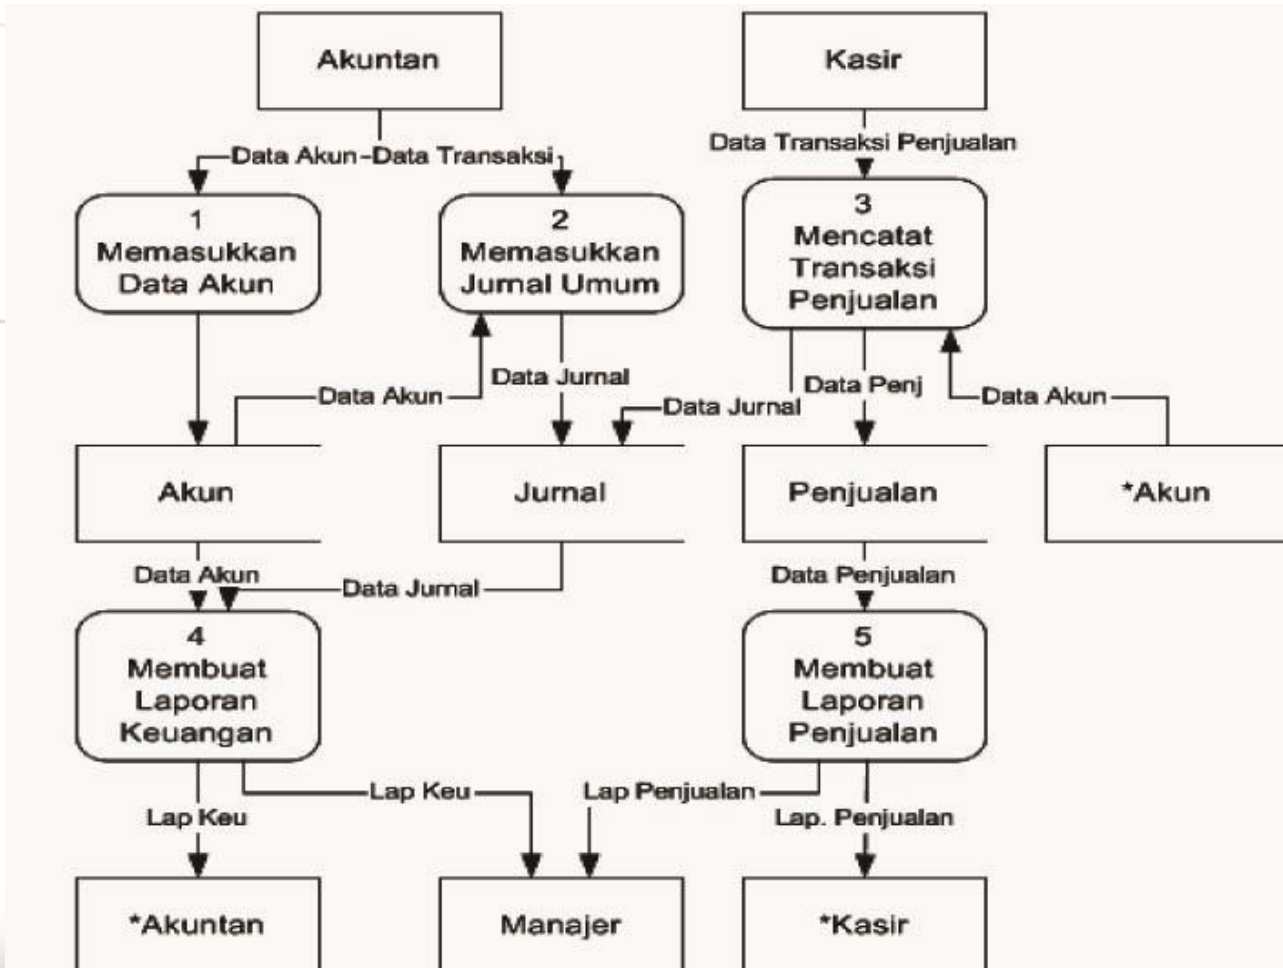 Akuntan
Kasir
Data Akun
Data Transaksi
Data Transaksi Penjualan
1
Memasukkan
Data Akun
2
Memasukkan
Jurnal Umum
3
Mencatat
Transaksi
Penjualan
Data Akun
Data Jurnal
Data Jurnal
Data Penj
Data Akun
Akun
Jurnal
Penjualan
*Akun
Data Akun
Data Jurnal
Data Penjualan
4
Membuat
Laporan
Keuangan
5
Membuat
Laporan
Penjualan
Lap Keu
Lap Keu
Lap Penjualan
Lap. Penjualan
*Akuntan
Manajer
*Kasir